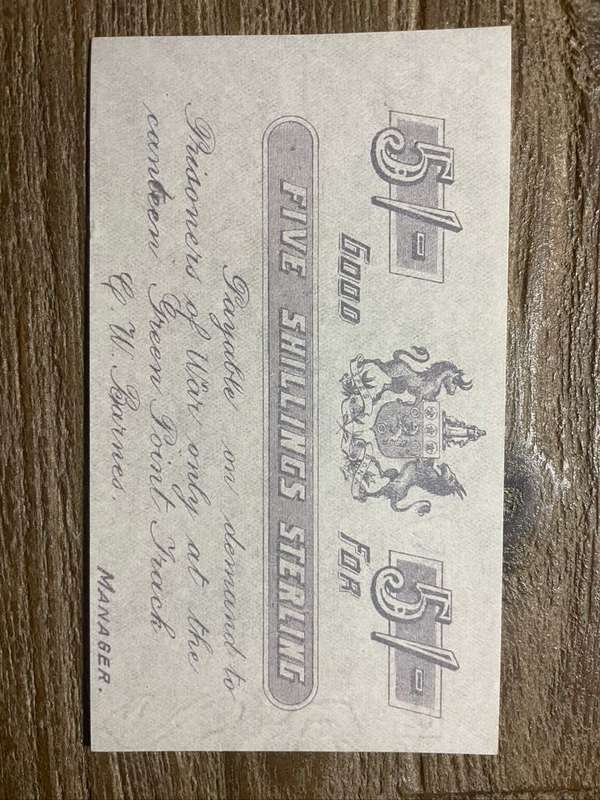 5/- 5/-
GOOD FOR
FIVE SHILLINGS STERLING
Payable on demand to
Prisoners of War only at the
canteen Green Point Track
C. W. Barnes.
MANAGER.